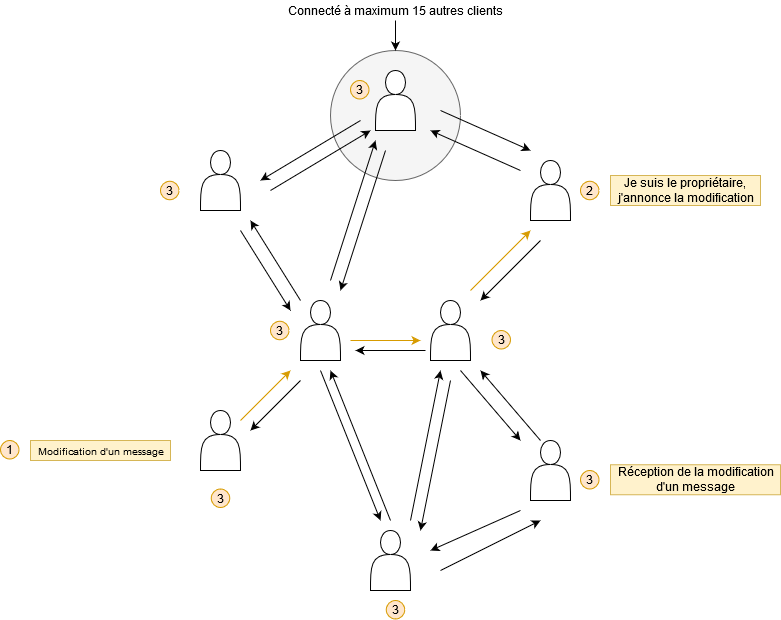 Connecté à maximum 15 autres clients
3
3
2
Je suis le propriétaire,
j'annonce la modification
3
3
1
Modification d'un message
3
3
Réception de la modification
d'un message
3